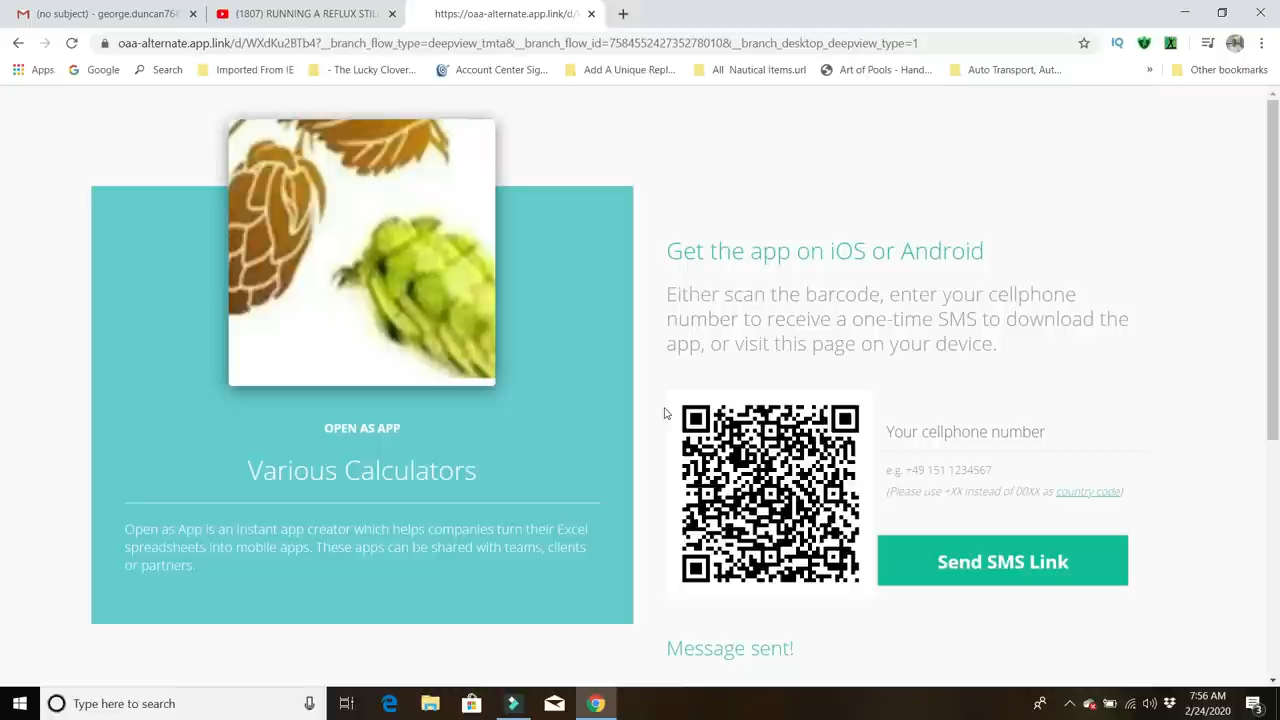 (no subject) - george.duncan766
(1807) RUNNING A REFLUX STILL
https://oaa-alternate.app.link/d/
oaa-alternate.app.link/d/WXdKu2BTb4?__branch_flow_type=deepview_tmta&__branch_flow_id=7584552427352780108&__branch_desktop_deepview_type=1
Apps
Google
Search
Imported From IE
- The Lucky Clover...
Account Center Sig...
Add A Unique Repl...
All Nautical Items.url
Art of Pools - Hand...
Auto Transport, Aut...
»
Other bookmarks
OPEN AS APP
Various Calculators
Open as App is an instant app creator which helps companies turn their Excel
spreadsheets into mobile apps. These apps can be shared with teams, clients
or partners.
Get the app on iOS or Android
Either scan the barcode, enter your cellphone
number to receive a one-time SMS to download the
app, or visit this page on your device.
Your cellphone number
e.g. +49 151 1234567
(Please use +XX instead of 00XX as country code)
Send SMS Link
Message sent!
Type here to search
7:56 AM
2/24/2020
3